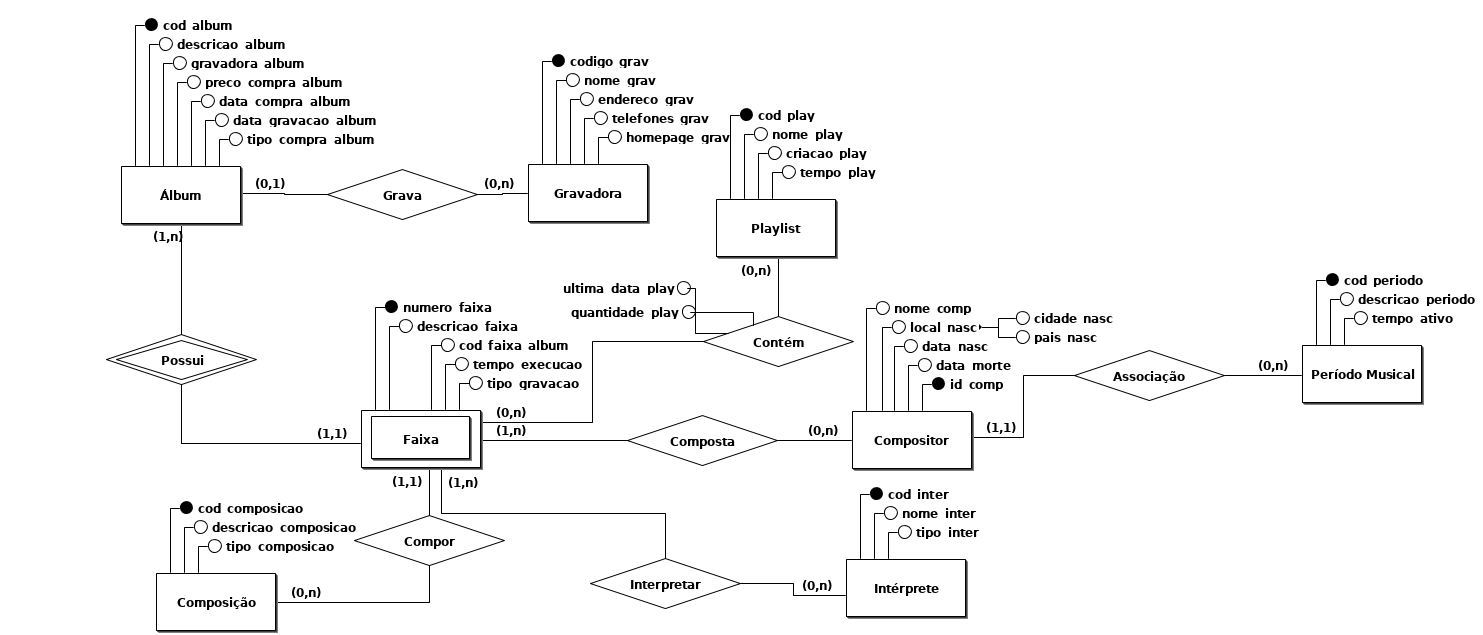 cod album
descricao album
gravadora album
preco compra album
data compra album
data gravacao album
tipo compra album
Álbum
(0,1)
Grava
(0,n)
codigo grav
nome grav
endereco grav
telefones grav
homepage grav
Gravadora
cod play
nome play
criacao play
tempo play
Playlist
(0,n)
(1,n)
Possui
(1,1)
ultima data play
quantidade play
Contém
numero faixa
descricao faixa
cod faixa album
tempo execucao
tipo gravacao
Faixa
(0,n)
(1,n)
Composta
(0,n)
nome comp
local nasc
cidade nasc
pais nasc
data nasc
data morte
id comp
Compositor
(1,1)
Associação
(0,n)
cod periodo
descricao periodo
tempo ativo
Período Musical
(1,1)
(1,n)
Compor
cod composicao
descricao composicao
tipo composicao
Composição
(0,n)
Interpretar
(0,n)
cod inter
nome inter
tipo inter
Intérprete